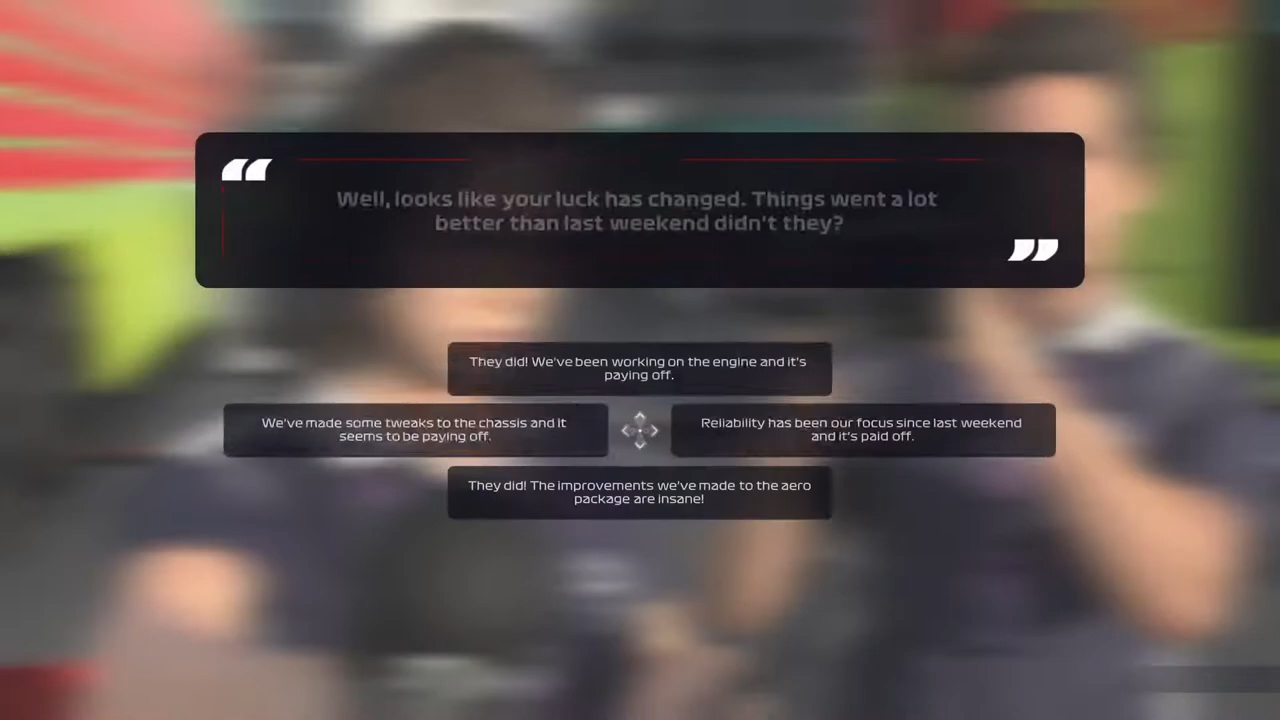 Well, looks like your luck has changed. Things went a lot
better than last weekend didn't they?
They did! We've been working on the engine and it's
paying off.
We've made some tweaks to the chassis and it
seems to be paying off.
Reliability has been our focus since last weekend
and it's paid off.
They did! The improvements we've made to the aero
package are insane!